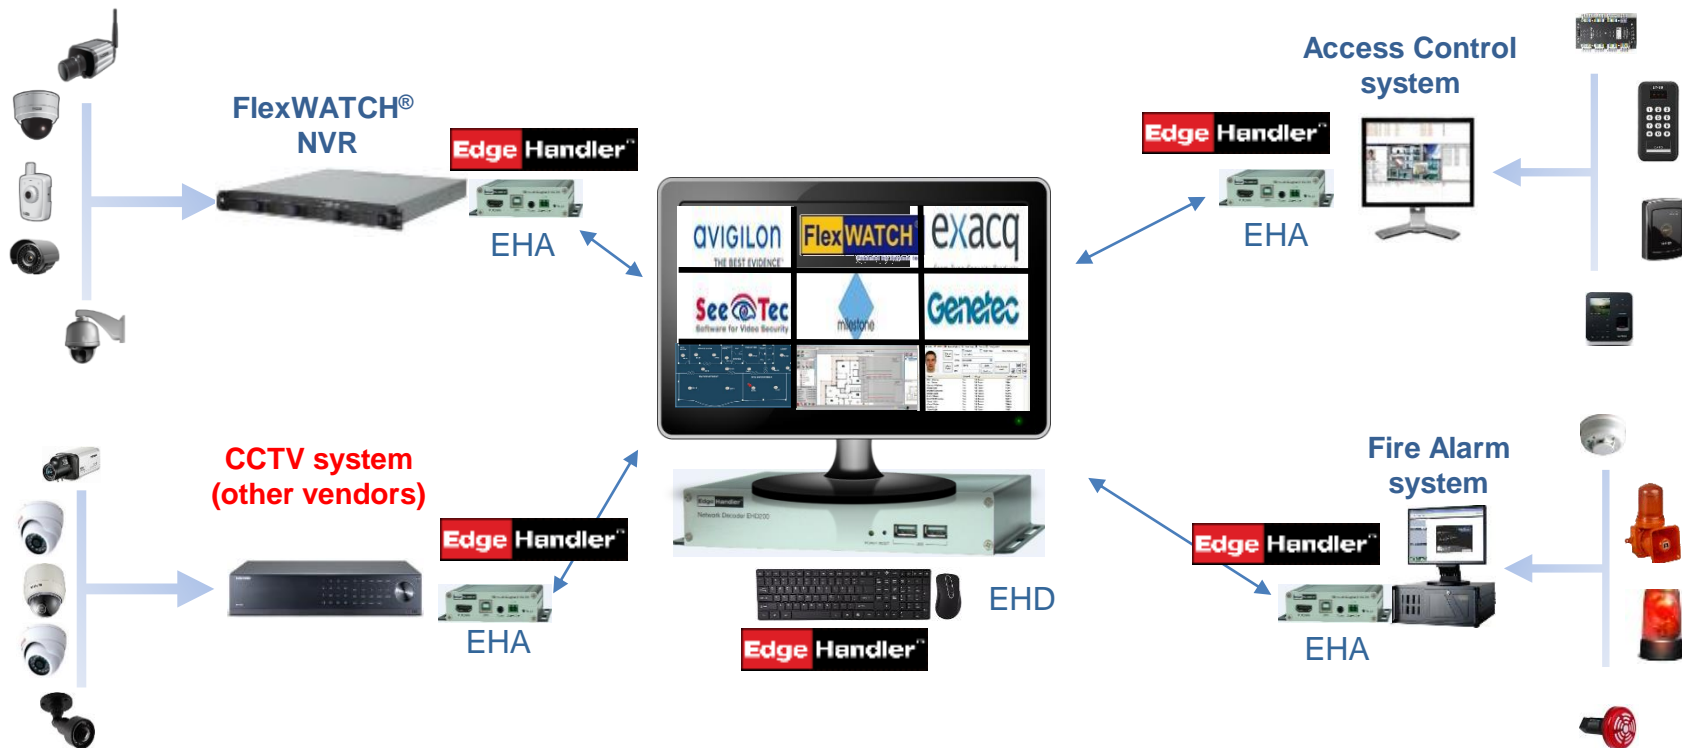 FlexWATCH®
NVR
Edge Handler
EHA
Access Control
system
Edge Handler
EHA
avigilon
THE BEST EVIDENCE
FlexWATCH®
exacq
SeeTec
Software for Video Security
milestone
Genetec
CCTV system
(other vendors)
Edge Handler
EHA
Edge Handler
Network Decoder EHD200
EHD
Edge Handler
Fire Alarm
system
Edge Handler
EHA